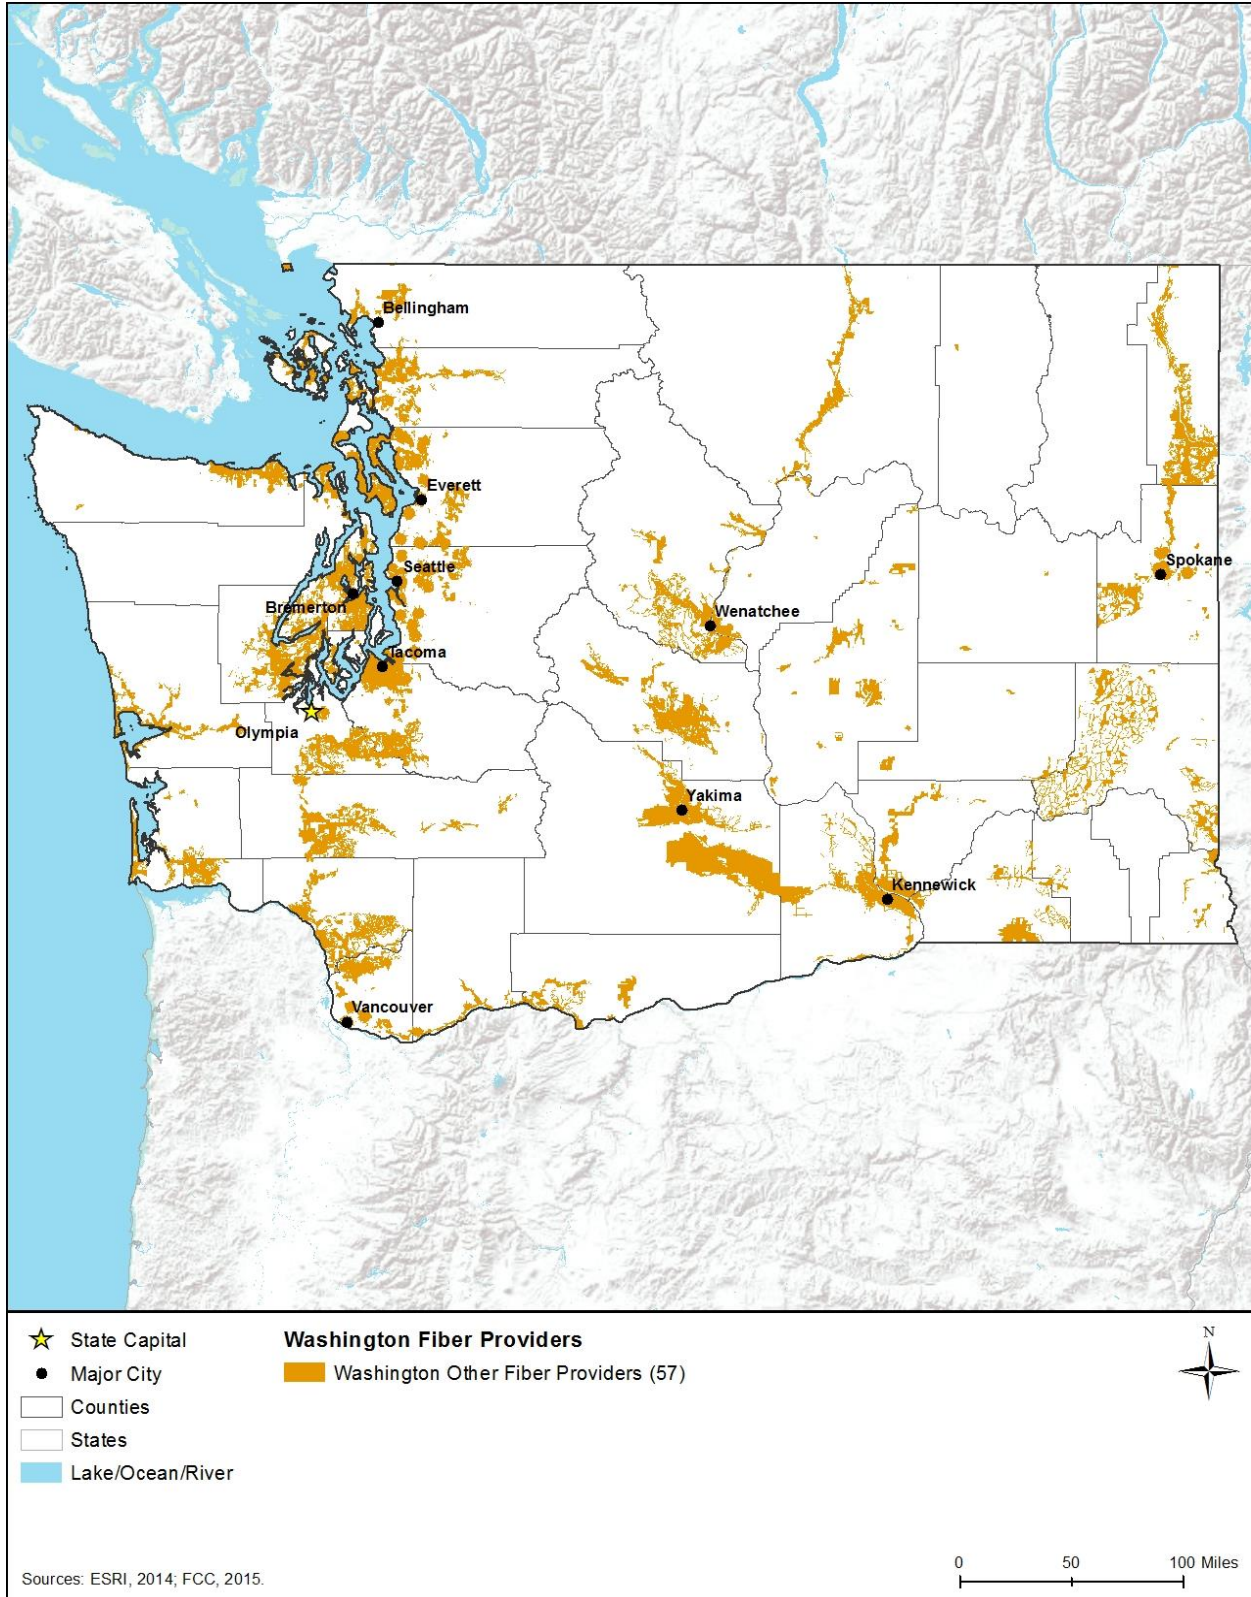 Bellingham
Everett
Seattle
Spokane
Bremerton
Wenatchee
Tacoma
Olympia
Yakima
Kennewick
Vancouver
State Capital
Major City
Counties
States
Lake/Ocean/River
Washington Fiber Providers
Washington Other Fiber Providers (57)
N
Sources: ESRI, 2014; FCC, 2015.
0 50 100 Miles